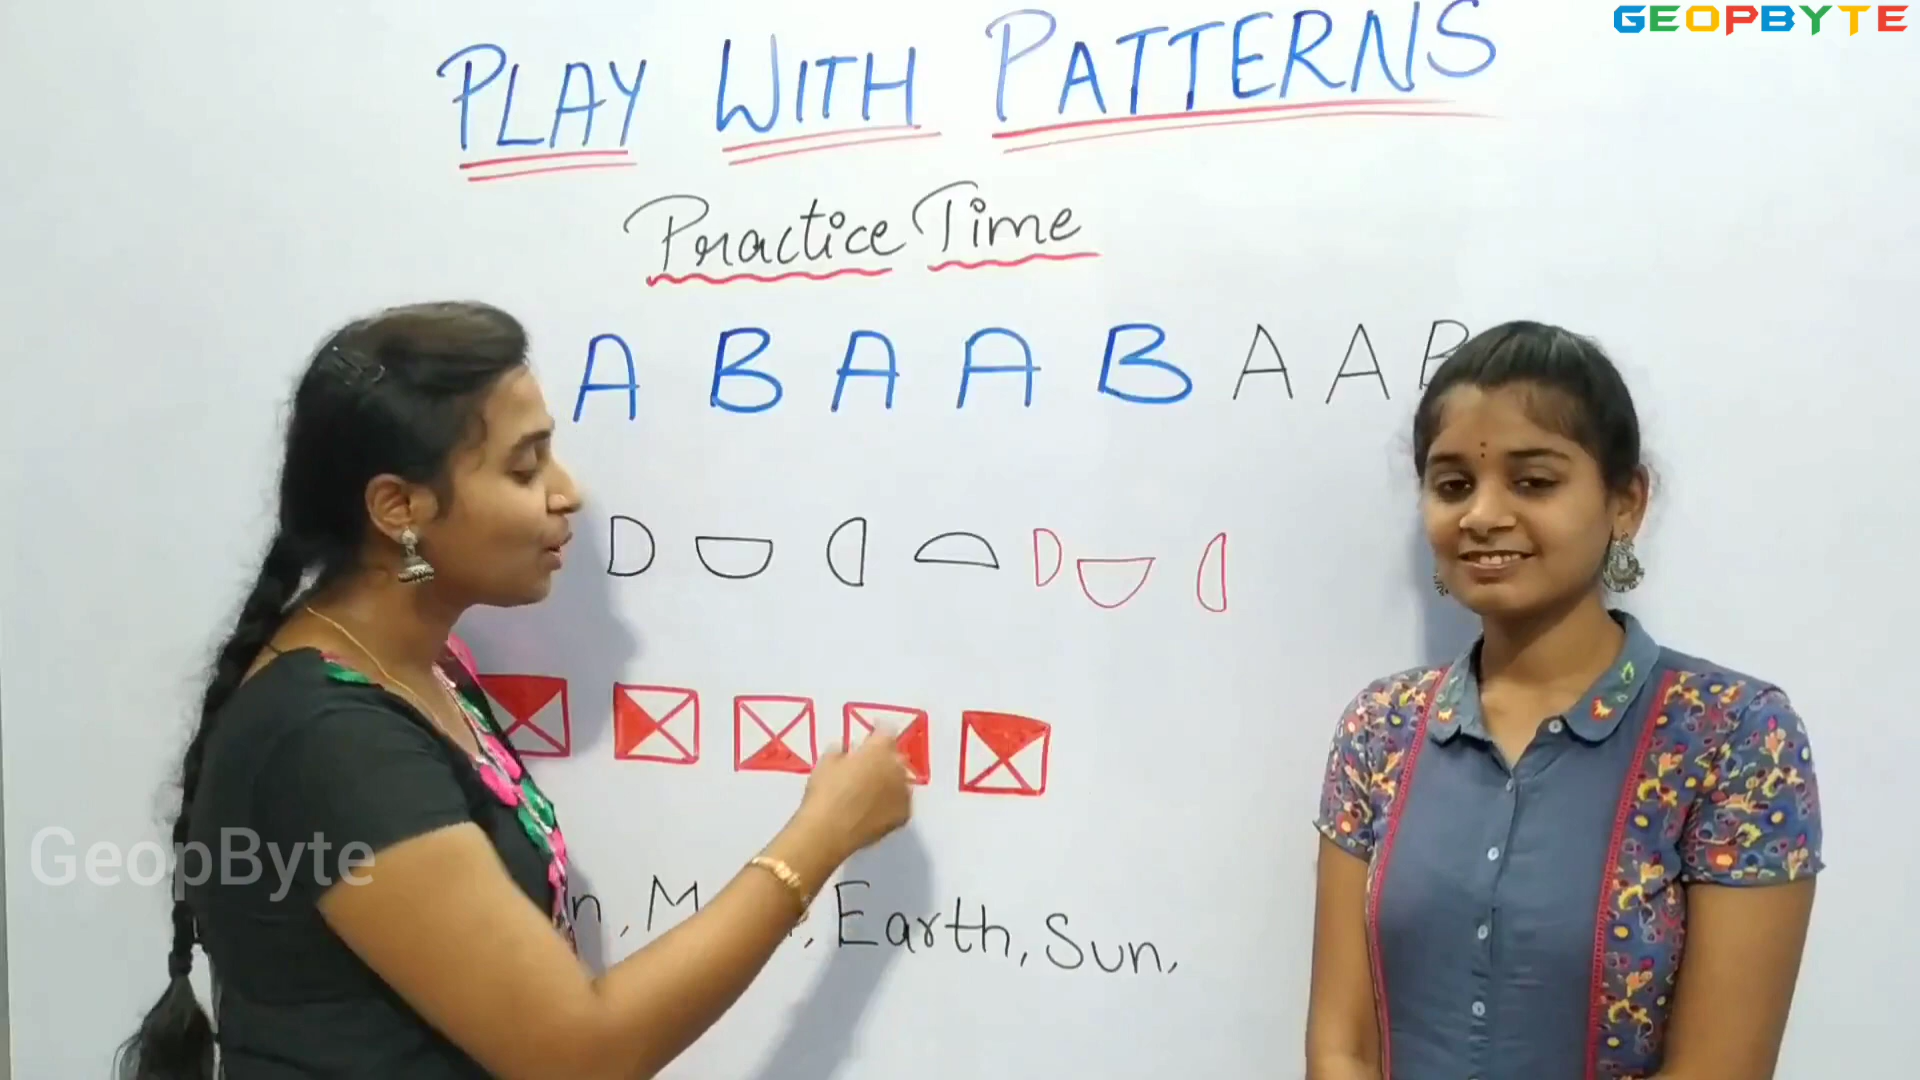 GEOPBYTE
PLAY WITH PATTERNS
Practice Time
A B A A B A A B
GeopByte
Earth, Sun,